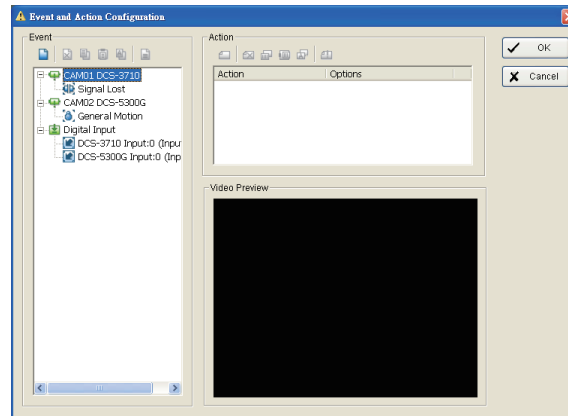 Event and Action Configuration
Event
CAM01 DCS-3710
Signal Lost
CAM02 DCS-5300G
General Motion
Digital Input
DCS-3710 Input:0 (Inpu
DCS-5300G Input:0 (Inp
Action
Action Options
Video Preview
OK
Cancel